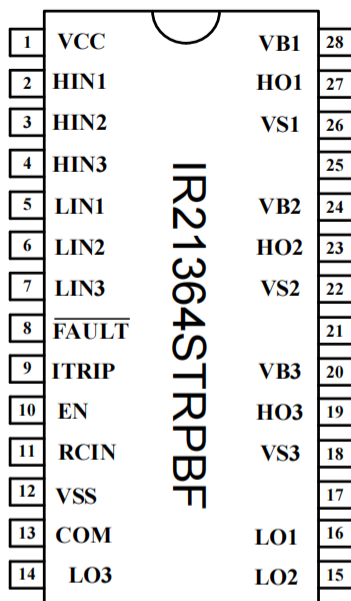 1 VCC VB1 28
2 HIN1 HO1 27
3 HIN2 VS1 26
4 HIN3 25
5 LIN1 VB2 24
6 LIN2 HO2 23
7 LIN3 VS2 22
8 FAULT 21
9 ITRIP VB3 20
10 EN HO3 19
11 RCIN VS3 18
12 VSS 17
13 COM LO1 16
14 LO3 LO2 15
IR21364STRPBF